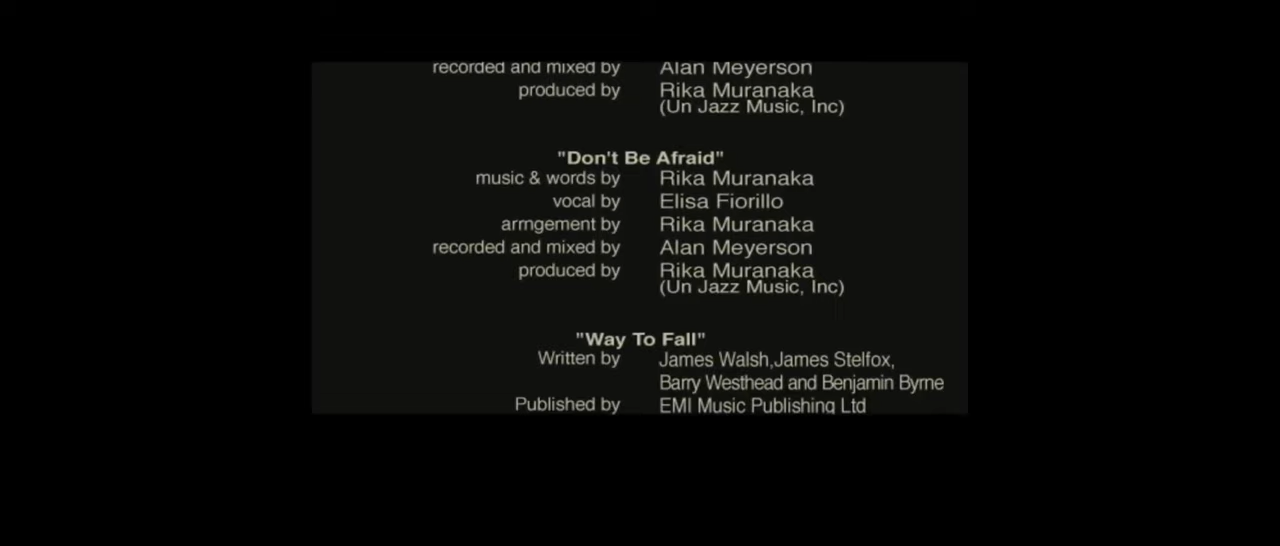 recorded and mixed by Alan Meyerson
produced by Rika Muranaka
(Un Jazz Music, Inc)
"Don't Be Afraid"
music & words by Rika Muranaka
vocal by Elisa Fiorillo
arrngement by Rika Muranaka
recorded and mixed by Alan Meyerson
produced by Rika Muranaka
(Un Jazz Music, Inc)
"Way To Fall"
Written by James Walsh,James Stelfox,
Barry Westhead and Benjamin Byrne
Published by EMI Music Publishing Ltd